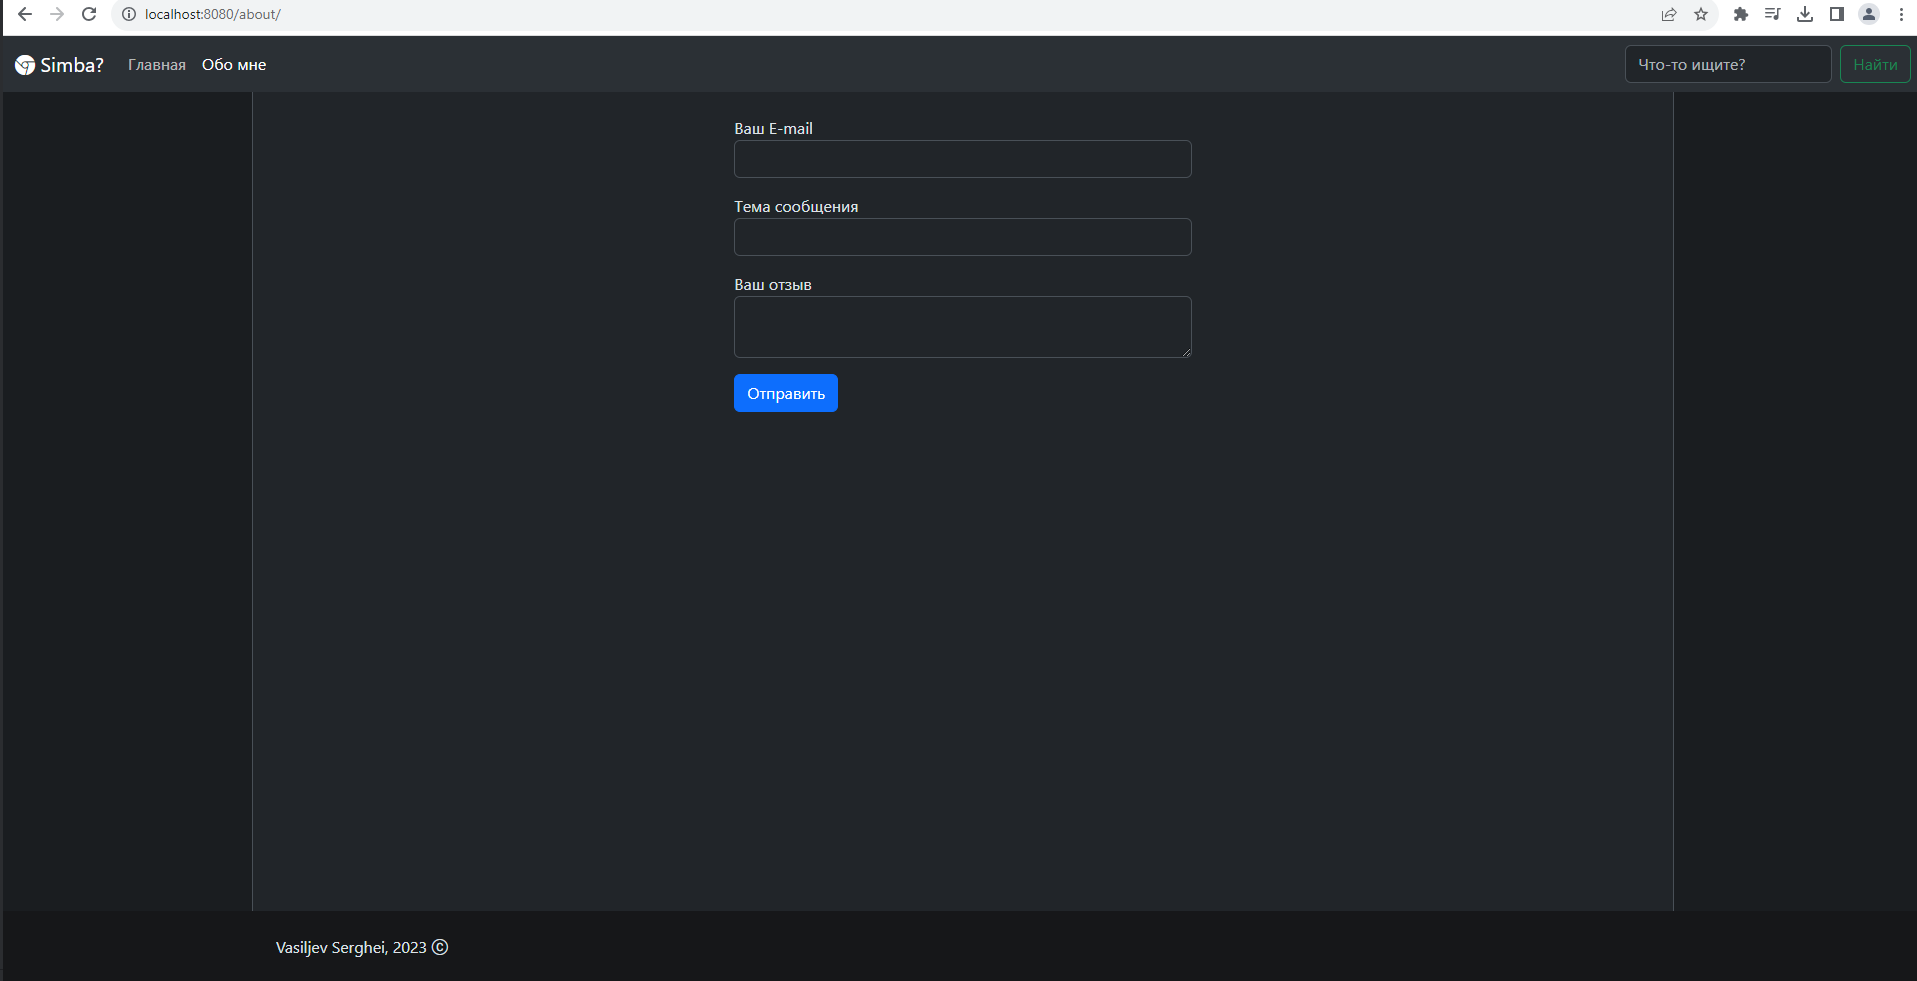 localhost:8080/about/
Simba? Главная Обо мне Что-то ищите? Найти
Ваш E-mail
Тема сообщения
Ваш отзыв
Отправить
Vasiljev Serghei, 2023 ©